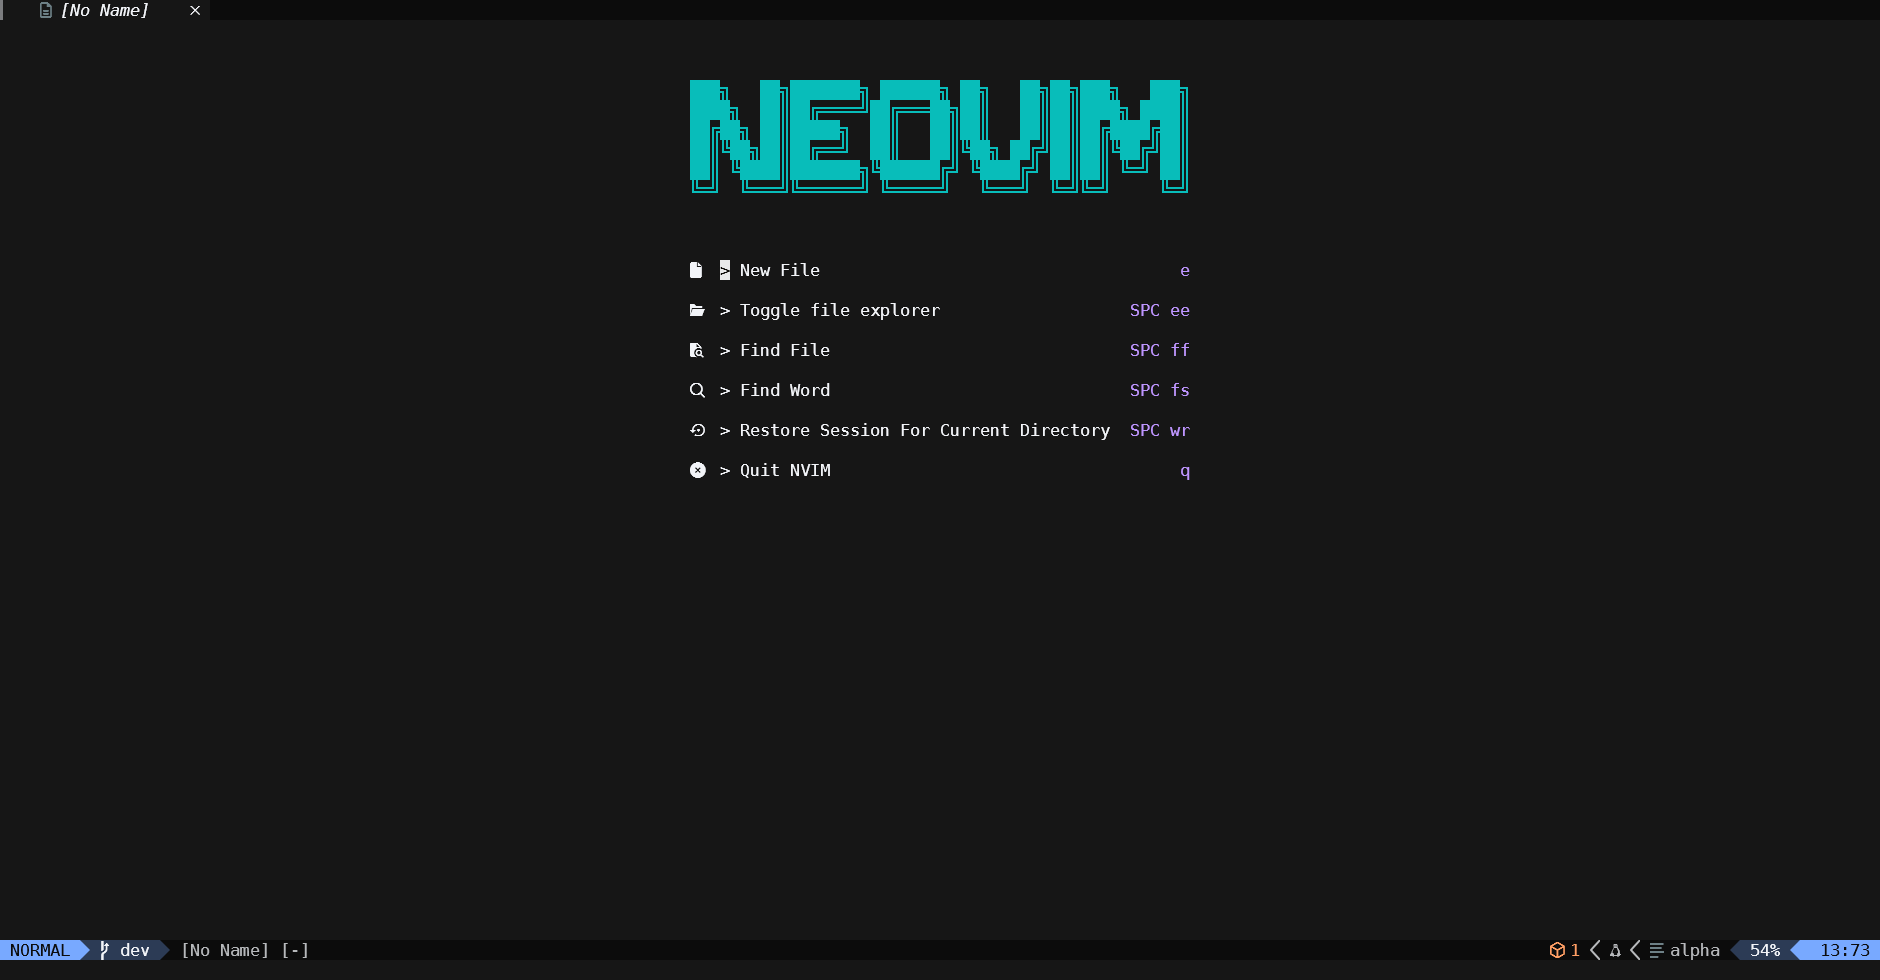 [No Name] ×
NEOVIM
> New File e
> Toggle file explorer SPC ee
> Find File SPC ff
> Find Word SPC fs
> Restore Session For Current Directory SPC wr
> Quit NVIM q
NORMAL dev [No Name] [-] 1 alpha 54% 13:73